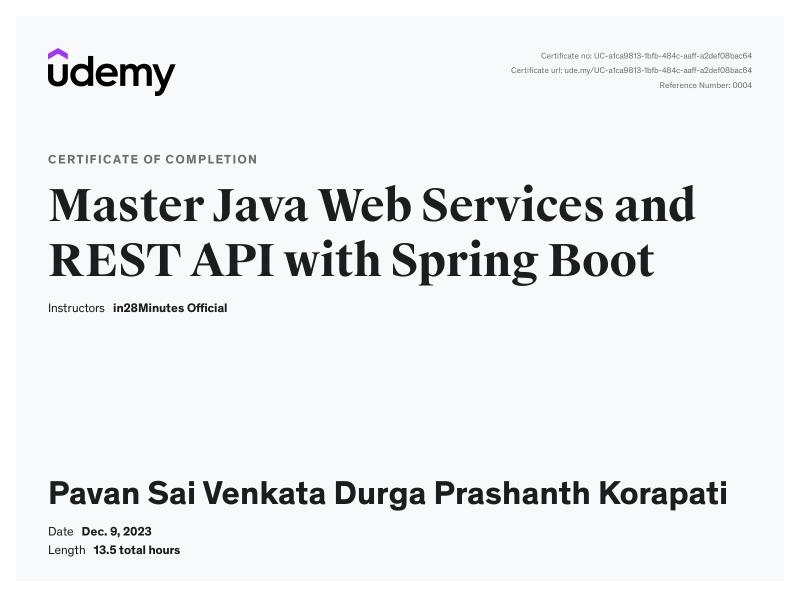 udemy
Certificate no: UC-a1ca9813-1bfb-484c-aaff-a2def08bac64
Certificate url: ude.my/UC-a1ca9813-1bfb-484c-aaff-a2def08bac64
Reference Number: 0004
CERTIFICATE OF COMPLETION
Master Java Web Services and
REST API with Spring Boot
Instructors in28Minutes Official
Pavan Sai Venkata Durga Prashanth Korapati
Date Dec. 9, 2023
Length 13.5 total hours